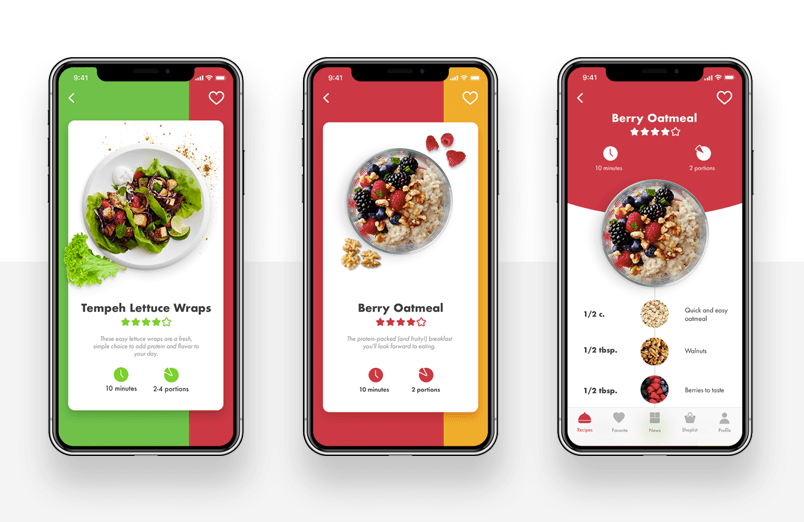 9:41
Tempeh Lettuce Wraps
These easy lettuce wraps are a fresh,
simple choice to add protein and flavor to
your day.
10 minutes
2-4 portions
9:41
Berry Oatmeal
The protein-packed (and fruity!) breakfast
you'll look forward to eating.
10 minutes
2 portions
9:41
Berry Oatmeal
10 minutes
2 portions
1/2 c.
Quick and easy
oatmeal
1/2 tbsp.
Walnuts
1/2 tbsp.
Berries to taste
Recipes
Favorite
News
Shoplist
Profile